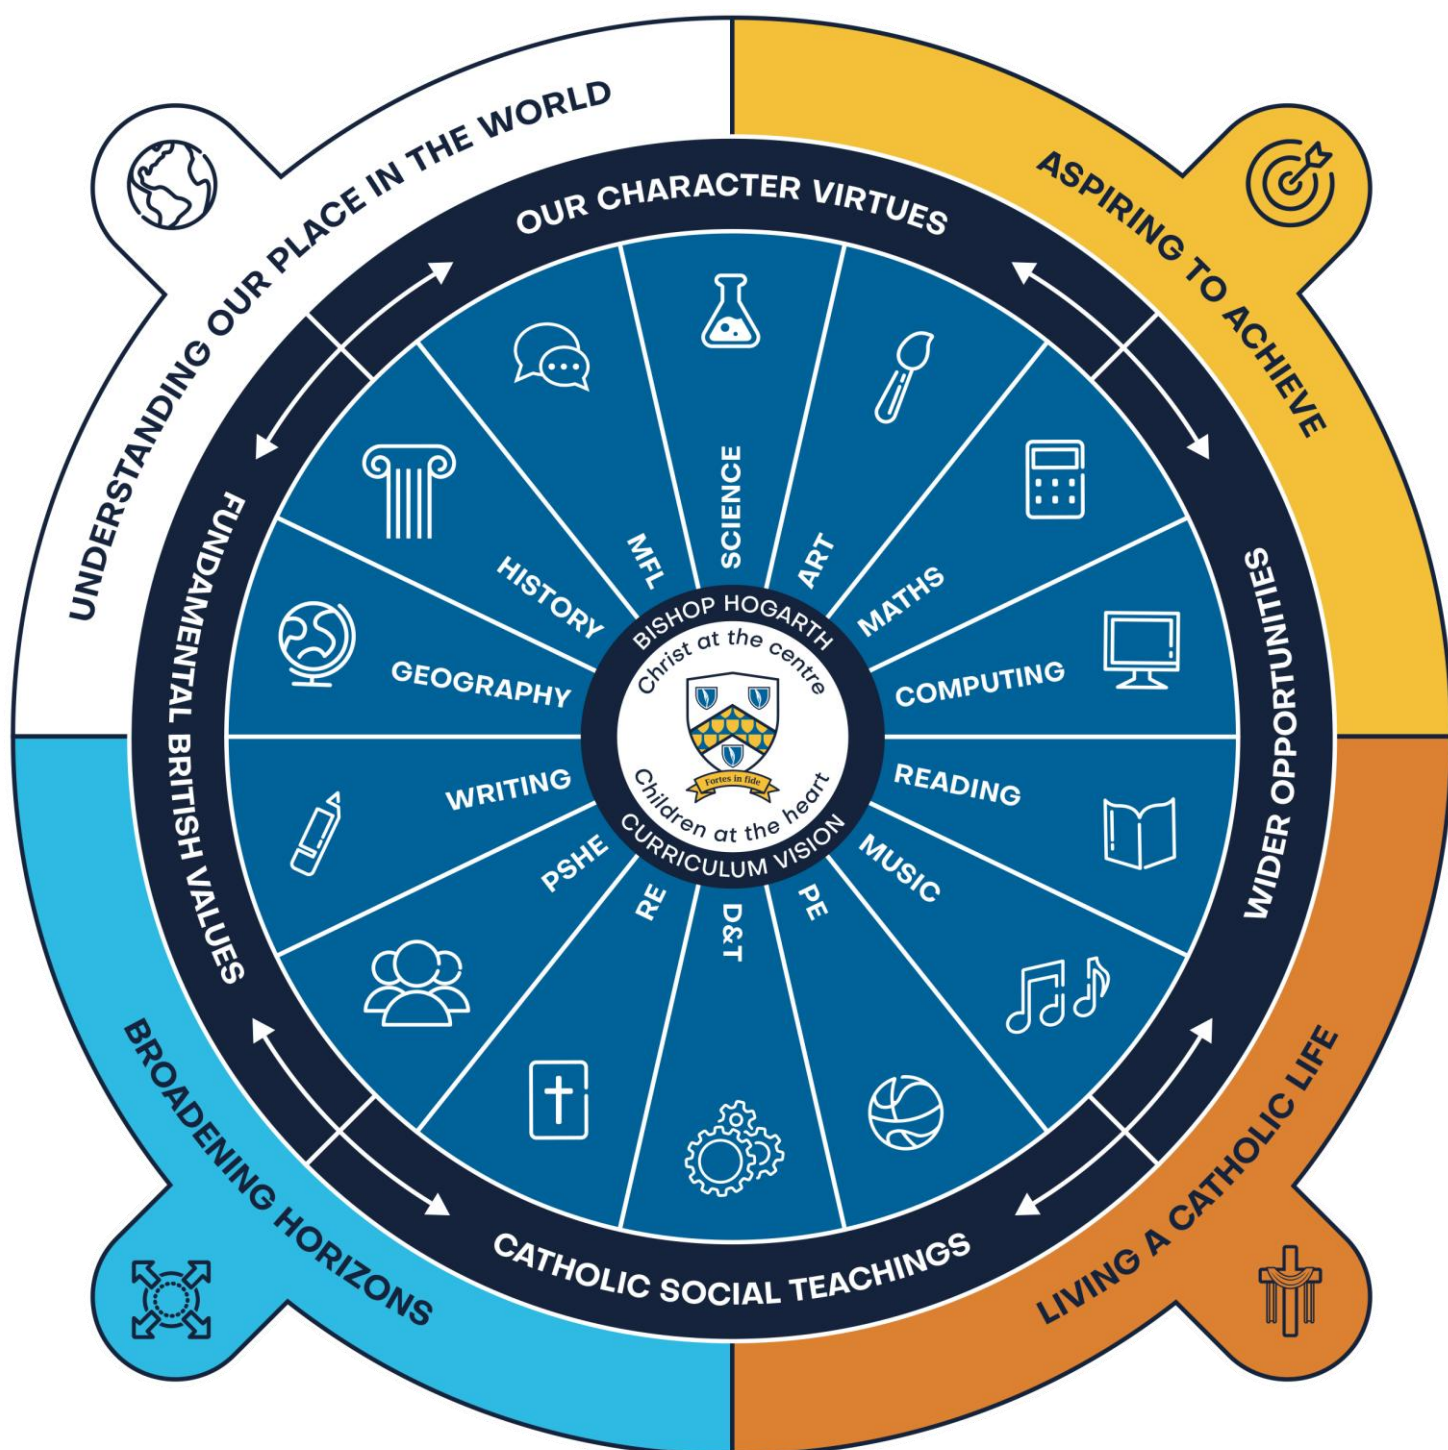 UNDERSTANDING OUR PLACE IN THE WORLD
ASPIRING TO ACHIEVE
LIVING A CATHOLIC LIFE
BROADENING HORIZONS
OUR CHARACTER VIRTUES
WIDER OPPORTUNITIES
CATHOLIC SOCIAL TEACHINGS
FUNDAMENTAL BRITISH VALUES
SCIENCE
ART
MATHS
COMPUTING
READING
MUSIC
PE
D&T
RE
PSHE
WRITING
GEOGRAPHY
HISTORY
MFL
BISHOP HOGARTH
Christ at the centre
Fortes in fide
Children at the heart
CURRICULUM VISION